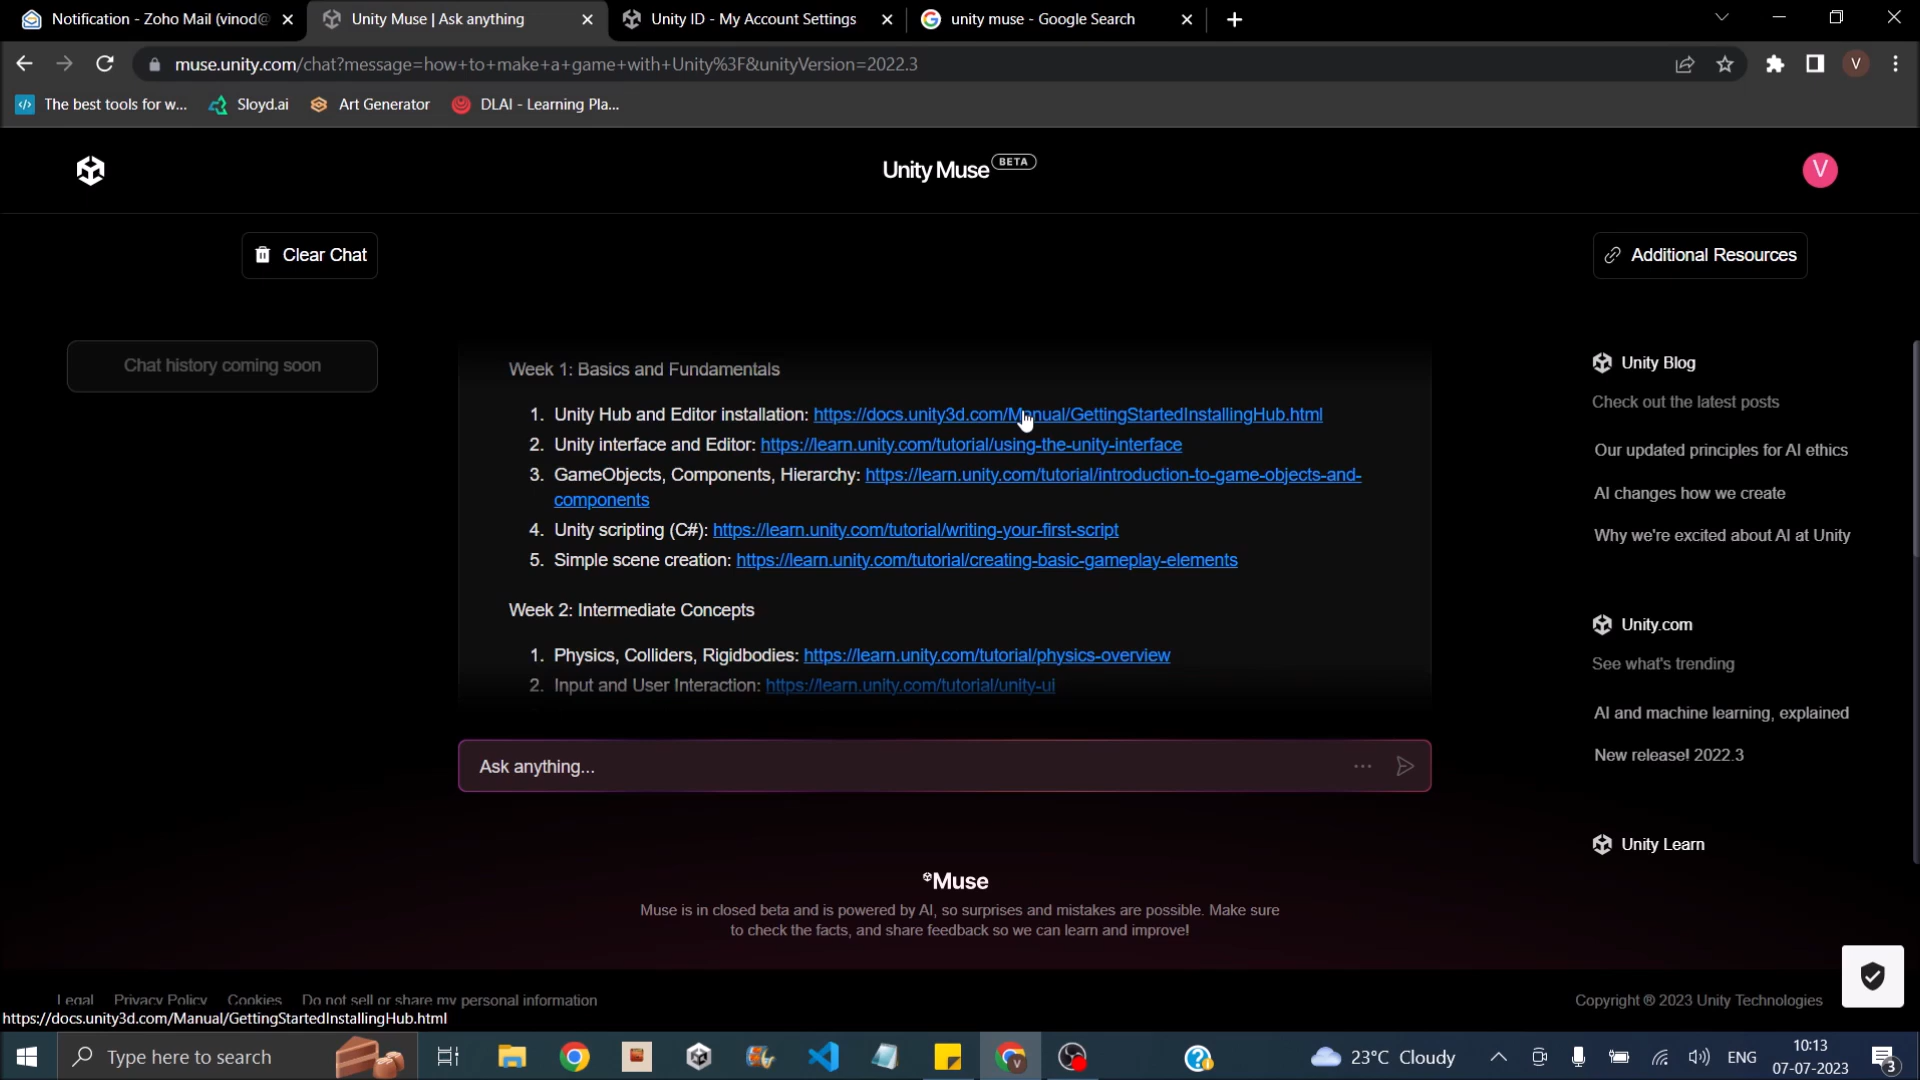 Notification - Zoho Mail (vinod@
Unity Muse | Ask anything
Unity ID - My Account Settings
unity muse - Google Search
muse.unity.com/chat?message=how+to+make+a+game+with+Unity%3F&unityVersion=2022.3
V
The best tools for w...
Sloyd.ai
Art Generator
DLAI - Learning Pla...
Unity Muse BETA
V
Clear Chat
Additional Resources
Chat history coming soon
Week 1: Basics and Fundamentals
1. Unity Hub and Editor installation: https://docs.unity3d.com/Manual/GettingStartedInstallingHub.html
2. Unity interface and Editor: https://learn.unity.com/tutorial/using-the-unity-interface
3. GameObjects, Components, Hierarchy: https://learn.unity.com/tutorial/introduction-to-game-objects-and-
components
4. Unity scripting (C#): https://learn.unity.com/tutorial/writing-your-first-script
5. Simple scene creation: https://learn.unity.com/tutorial/creating-basic-gameplay-elements
Week 2: Intermediate Concepts
1. Physics, Colliders, Rigidbodies: https://learn.unity.com/tutorial/physics-overview
2. Input and User Interaction: https://learn.unity.com/tutorial/unity-ui
Ask anything...
Unity Blog
Check out the latest posts
Our updated principles for AI ethics
AI changes how we create
Why we're excited about AI at Unity
Unity.com
See what's trending
AI and machine learning, explained
New release! 2022.3
Unity Learn
Muse
Muse is in closed beta and is powered by AI, so surprises and mistakes are possible. Make sure
to check the facts, and share feedback so we can learn and improve!
Legal Privacy Policy Cookies Do not sell or share my personal information
Copyright ® 2023 Unity Technologies
https://docs.unity3d.com/Manual/GettingStartedInstallingHub.html
Type here to search
23°C Cloudy
ENG
10:13
07-07-2023
3